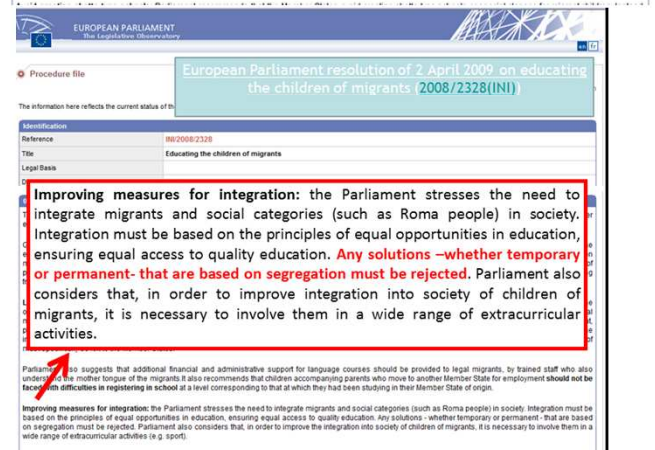 EUROPEAN PARLIAMENT
The Legislative Observatory
en fr
Procedure file
European Parliament resolution of 2 April 2009 on educating
the children of migrants (2008/2328(INI))
The information here reflects the current status of th
Identification
Reference INI/2008/2328
Title Educating the children of migrants
Legal Basis
Improving measures for integration: the Parliament stresses the need to
integrate migrants and social categories (such as Roma people) in society.
Integration must be based on the principles of equal opportunities in education,
ensuring equal access to quality education. Any solutions –whether temporary
or permanent- that are based on segregation must be rejected. Parliament also
considers that, in order to improve integration into society of children of
migrants, it is necessary to involve them in a wide range of extracurricular
activities.
Parliament also suggests that additional financial and administrative support for language courses should be provided to legal migrants, by trained staff who also
understand the mother tongue of the migrants It also recommends that children accompanying parents who move to another Member State for employment should not be
faced with difficulties in registering in school at a level corresponding to that at which they had been studying in their Member State of origin.
Improving measures for integration: the Parliament stresses the need to integrate migrants and social categories (such as Roma people) in society. Integration must be
based on the principles of equal opportunities in education, ensuring equal access to quality education. Any solutions - whether temporary or permanent - that are based
on segregation must be rejected. Parliament also considers that, in order to improve the integration into society of children of migrants, it is necessary to involve them in a
wide range of extracurricular activities (e.g. sport).